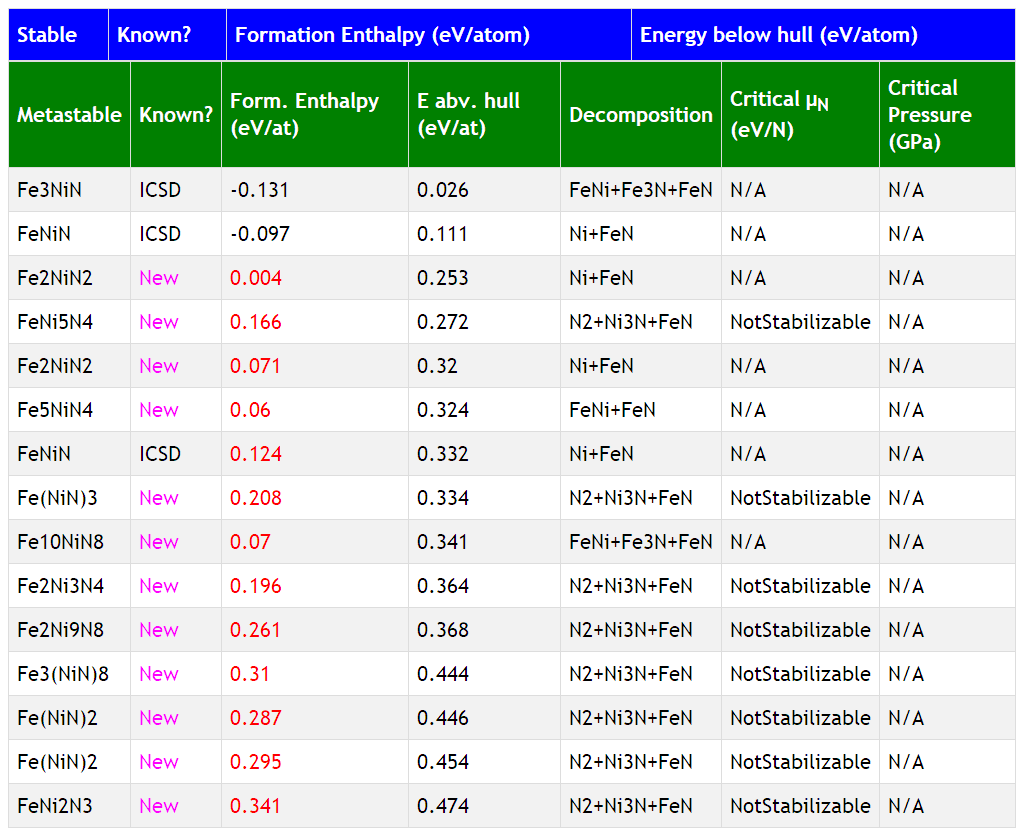 Stable Known? Formation Enthalpy (eV/atom) Energy below hull (eV/atom)
Metastable Known? Form. Enthalpy (eV/at) E abv. hull (eV/at) Decomposition Critical μN (eV/N) Critical Pressure (GPa)
Fe3NiN ICSD -0.131 0.026 FeNi+Fe3N+FeN N/A N/A
FeNiN ICSD -0.097 0.111 Ni+FeN N/A N/A
Fe2NiN2 New 0.004 0.253 Ni+FeN N/A N/A
FeNi5N4 New 0.166 0.272 N2+Ni3N+FeN NotStabilizable N/A
Fe2NiN2 New 0.071 0.32 Ni+FeN N/A N/A
Fe5NiN4 New 0.06 0.324 FeNi+FeN N/A N/A
FeNiN ICSD 0.124 0.332 Ni+FeN N/A N/A
Fe(NiN)3 New 0.208 0.334 N2+Ni3N+FeN NotStabilizable N/A
Fe10NiN8 New 0.07 0.341 FeNi+Fe3N+FeN N/A N/A
Fe2Ni3N4 New 0.196 0.364 N2+Ni3N+FeN NotStabilizable N/A
Fe2Ni9N8 New 0.261 0.368 N2+Ni3N+FeN NotStabilizable N/A
Fe3(NiN)8 New 0.31 0.444 N2+Ni3N+FeN NotStabilizable N/A
Fe(NiN)2 New 0.287 0.446 N2+Ni3N+FeN NotStabilizable N/A
Fe(NiN)2 New 0.295 0.454 N2+Ni3N+FeN NotStabilizable N/A
FeNi2N3 New 0.341 0.474 N2+Ni3N+FeN NotStabilizable N/A